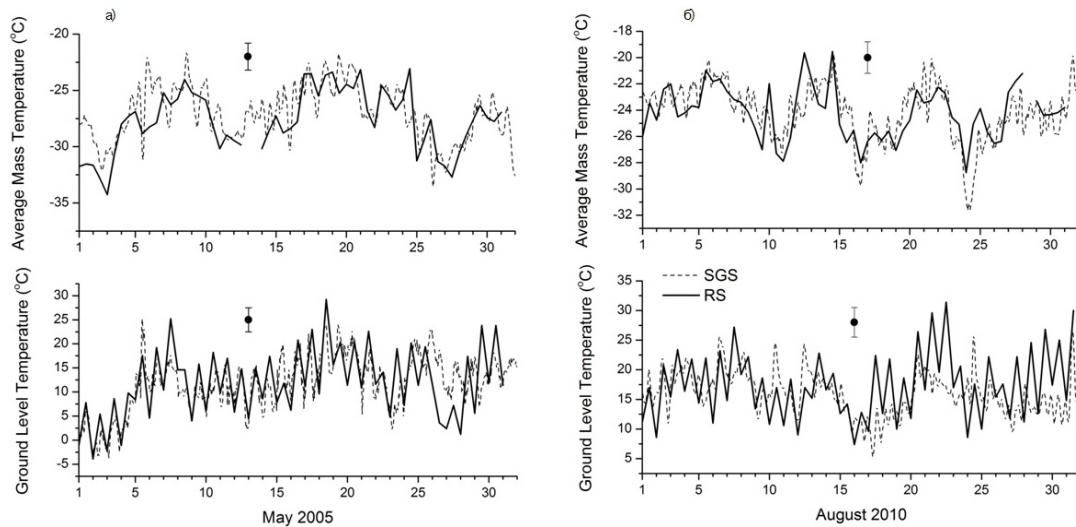 а)
Average Mass Temperature (°C)
-20
-25
-30
-35
1 5 10 15 20 25 30
Ground Level Temperature (°C)
30
25
20
15
10
5
0
-5
1 5 10 15 20 25 30
May 2005
б)
Average Mass Temperature (°C)
-18
-20
-22
-24
-26
-28
-30
-32
1 5 10 15 20 25 30
Ground Level Temperature (°C)
35
30
25
20
15
10
5
SGS
RS
1 5 10 15 20 25 30
August 2010